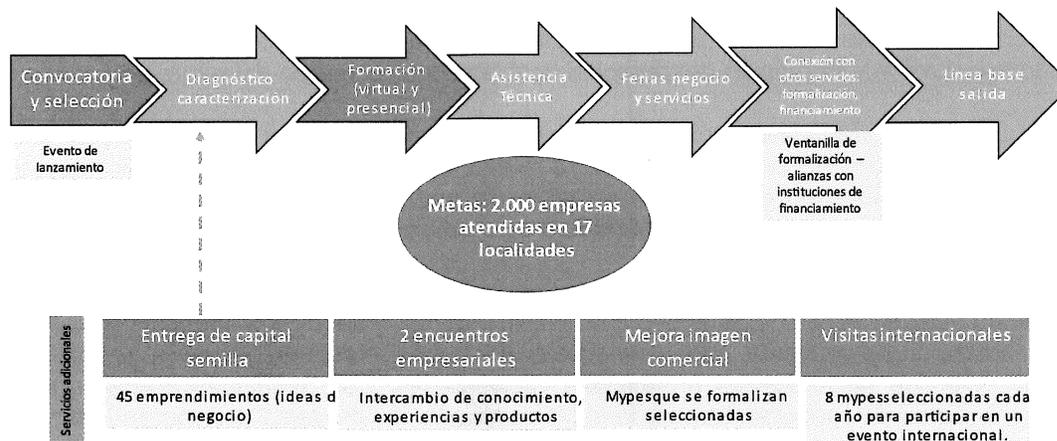 Convocatoria
y selección
Diagnóstico
caracterización
Formación
(virtual y
presencial)
Asistencia
Técnica
Ferias negocio
y servicios
Conexión con
otros servicios:
formalización,
financiamiento
Línea base
salida
Evento de
lanzamiento
Ventanilla de
formalización –
alianzas con
instituciones de
financiamiento
Metas: 2.000 empresas
atendidas en 17
localidades
Servicios adicionales
Entrega de capital
semilla
2 encuentros
empresariales
Mejora imagen
comercial
Visitas internacionales
45 emprendimientos (ideas d
negocio)
Intercambio de conocimiento,
experiencias y productos
Mypesque se formalizan
seleccionadas
8 mypesseleccionadas cada
año para participar en un
evento internacional.